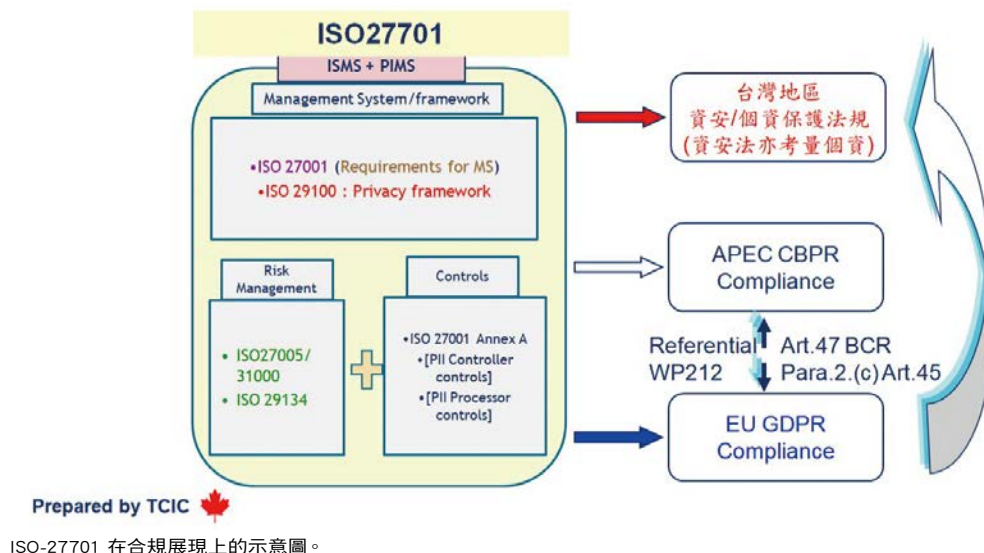 ISO27701
ISMS + PIMS
Management System/framework
•ISO 27001 (Requirements for MS)
•ISO 29100 : Privacy framework
Risk
Management
• ISO27005/
31000
• ISO 29134
Controls
•ISO 27001 Annex A
•[PII Controller
controls]
•[PII Processor
controls]
台灣地區
資安/個資保護法規
(資安法亦考量個資)
APEC CBPR
Compliance
Referential
WP212
Art.47 BCR
Para.2.(c)Art.45
EU GDPR
Compliance
Prepared by TCIC
ISO-27701 在合規展現上的示意圖。